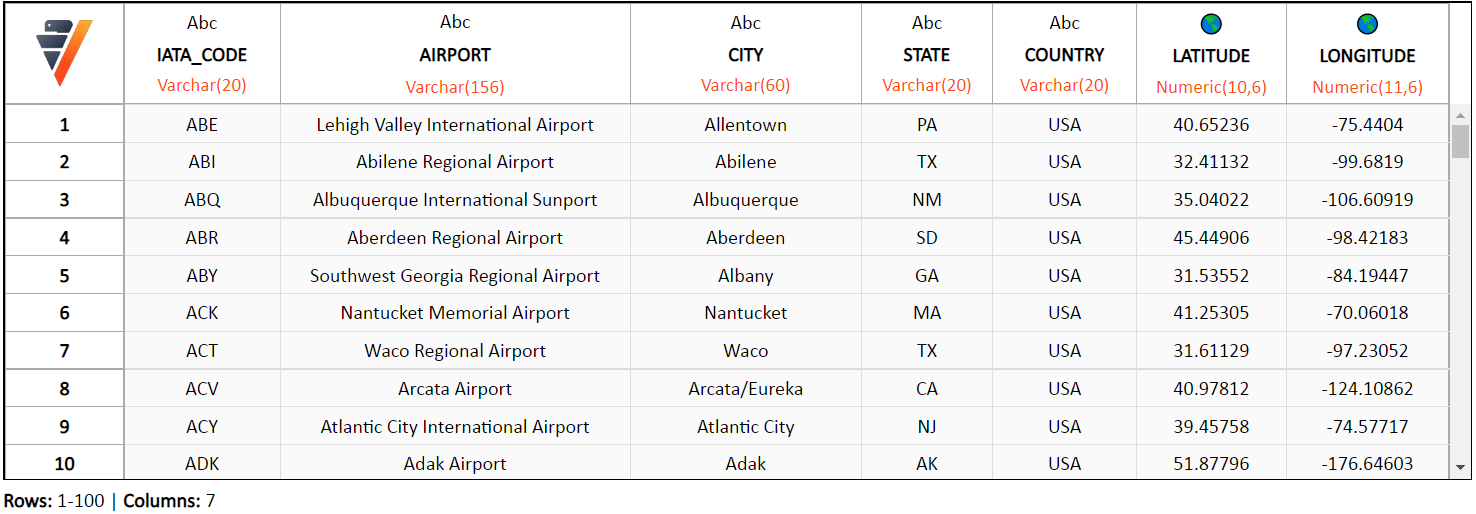 Abc Abc Abc Abc Abc
IATA_CODE AIRPORT CITY STATE COUNTRY LATITUDE LONGITUDE
Varchar(20) Varchar(156) Varchar(60) Varchar(20) Varchar(20) Numeric(10,6) Numeric(11,6)
1 ABE Lehigh Valley International Airport Allentown PA USA 40.65236 -75.4404
2 ABI Abilene Regional Airport Abilene TX USA 32.41132 -99.6819
3 ABQ Albuquerque International Sunport Albuquerque NM USA 35.04022 -106.60919
4 ABR Aberdeen Regional Airport Aberdeen SD USA 45.44906 -98.42183
5 ABY Southwest Georgia Regional Airport Albany GA USA 31.53552 -84.19447
6 ACK Nantucket Memorial Airport Nantucket MA USA 41.25305 -70.06018
7 ACT Waco Regional Airport Waco TX USA 31.61129 -97.23052
8 ACV Arcata Airport Arcata/Eureka CA USA 40.97812 -124.10862
9 ACY Atlantic City International Airport Atlantic City NJ USA 39.45758 -74.57717
10 ADK Adak Airport Adak AK USA 51.87796 -176.64603
Rows: 1-100 | Columns: 7